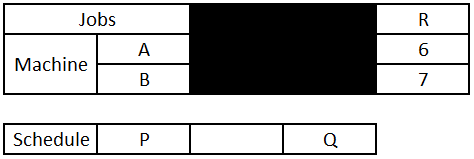 Jobs R
Machine A 6
B 7
Schedule P Q